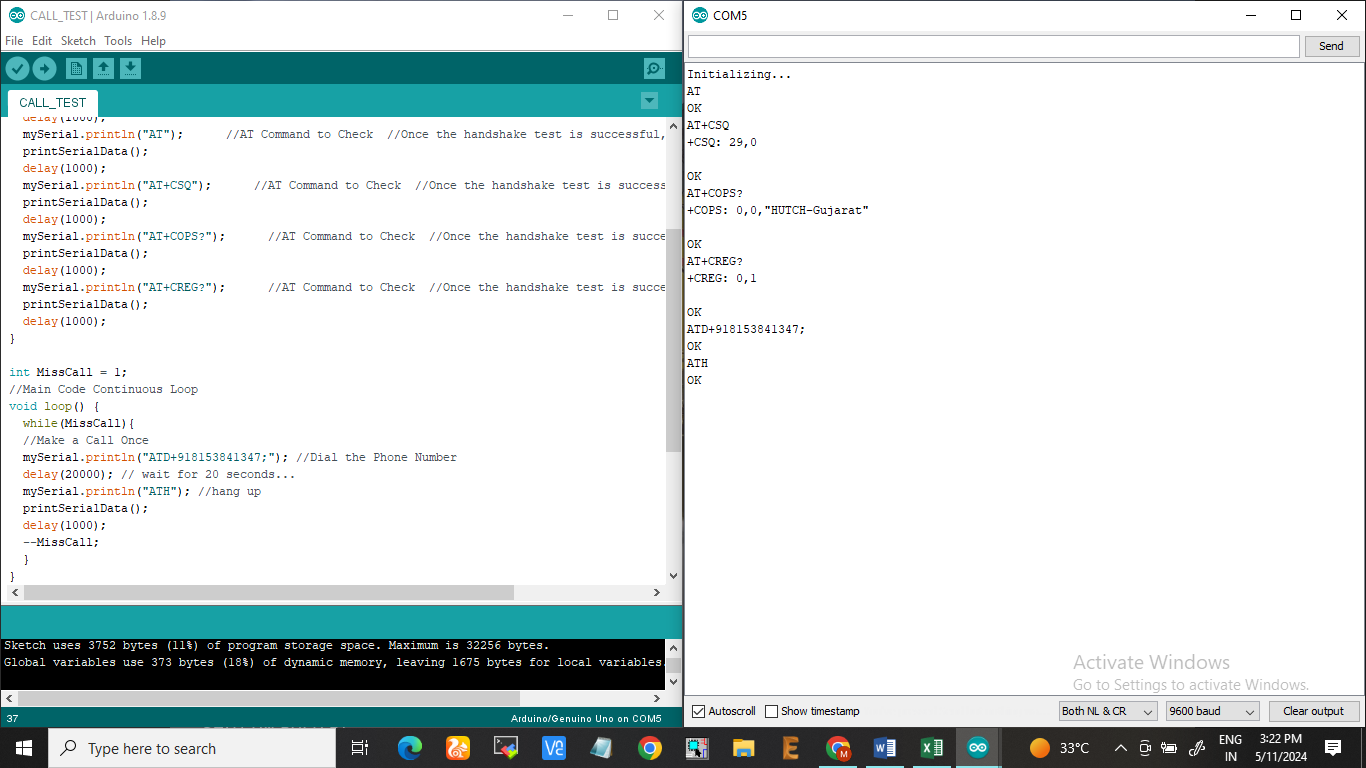 CALL_TEST | Arduino 1.8.9
File Edit Sketch Tools Help
CALL_TEST
delay(1000);
mySerial.println("AT");      //AT Command to Check  //Once the handshake test is successful,
printSerialData();
delay(1000);
mySerial.println("AT+CSQ");      //AT Command to Check  //Once the handshake test is success
printSerialData();
delay(1000);
mySerial.println("AT+COPS?");      //AT Command to Check  //Once the handshake test is succe
printSerialData();
delay(1000);
mySerial.println("AT+CREG?");      //AT Command to Check  //Once the handshake test is succe
printSerialData();
delay(1000);
}
int MissCall = 1;
//Main Code Continuous Loop
void loop() {
while(MissCall){
//Make a Call Once
mySerial.println("ATD+918153841347;"); //Dial the Phone Number
delay(20000); // wait for 20 seconds...
mySerial.println("ATH"); //hang up
printSerialData();
delay(1000);
--MissCall;
}
}
Sketch uses 3752 bytes (11%) of program storage space. Maximum is 32256 bytes.
Global variables use 373 bytes (18%) of dynamic memory, leaving 1675 bytes for local variables.
37
Arduino/Genuino Uno on COM5
COM5
Send
Initializing...
AT
OK
AT+CSQ
+CSQ: 29,0
OK
AT+COPS?
+COPS: 0,0,"HUTCH-Gujarat"
OK
AT+CREG?
+CREG: 0,1
OK
ATD+918153841347;
OK
ATH
OK
Activate Windows
Go to Settings to activate Windows.
Autoscroll Show timestamp
Both NL & CR
9600 baud
Clear output
Type here to search
33°C
ENG
IN
3:22 PM
5/11/2024